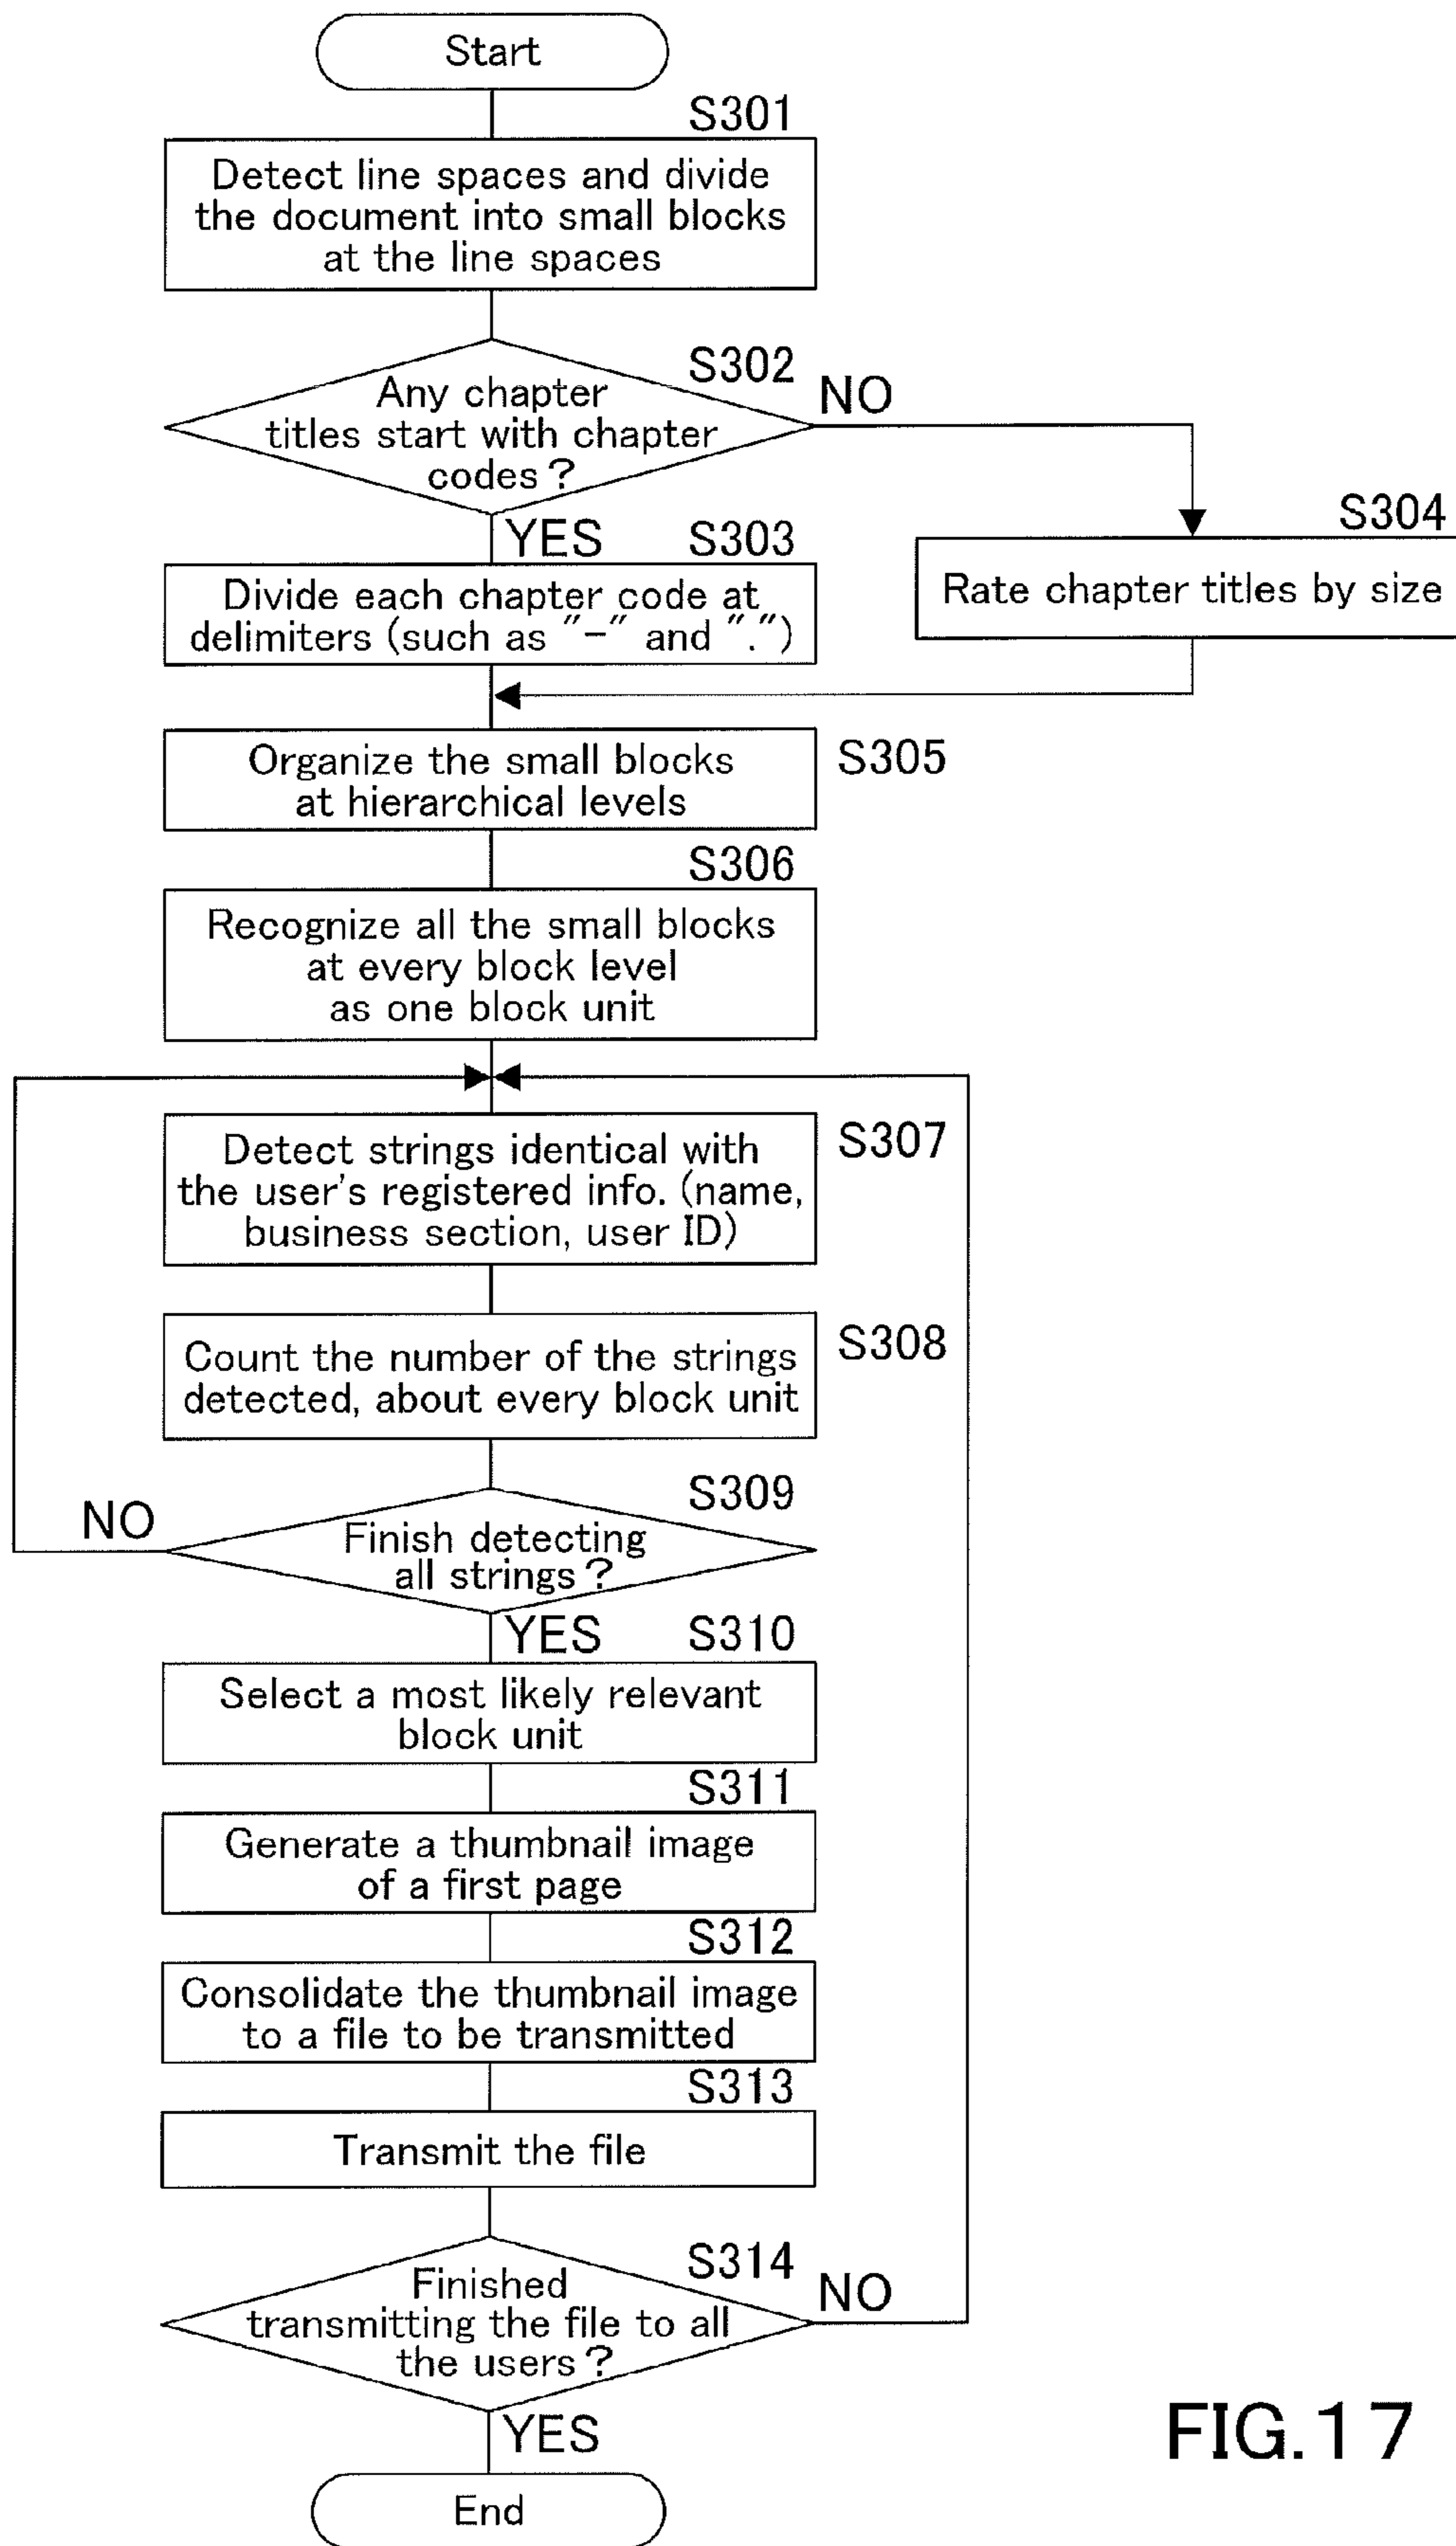 Start
S301
Detect line spaces and divide
the document into small blocks
at the line spaces
S302
Any chapter
titles start with chapter
codes?
NO
YES
S303
Divide each chapter code at
delimiters (such as "-" and ".")
S304
Rate chapter titles by size
Organize the small blocks
at hierarchical levels
S305
S306
Recognize all the small blocks
at every block level
as one block unit
Detect strings identical with
the user's registered info. (name,
business section, user ID)
S307
Count the number of the strings
detected, about every block unit
S308
S309
NO
Finish detecting
all strings?
YES
S310
Select a most likely relevant
block unit
S311
Generate a thumbnail image
of a first page
S312
Consolidate the thumbnail image
to a file to be transmitted
S313
Transmit the file
S314
Finished
transmitting the file to all
the users?
NO
YES
End
FIG.17